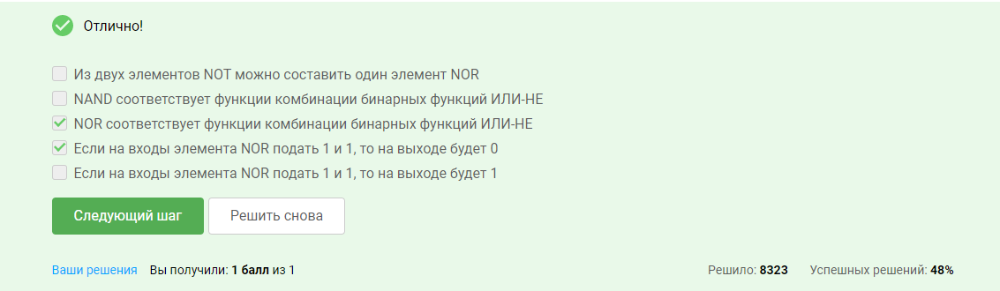 Отлично!
Из двух элементов NOT можно составить один элемент NOR
NAND соответствует функции комбинации бинарных функций ИЛИ-НЕ
NOR соответствует функции комбинации бинарных функций ИЛИ-НЕ
Если на входы элемента NOR подать 1 и 1, то на выходе будет 0
Если на входы элемента NOR подать 1 и 1, то на выходе будет 1
Следующий шаг Решить снова
Ваши решения Вы получили: 1 балл из 1 Решило: 8323 Успешных решений: 48%